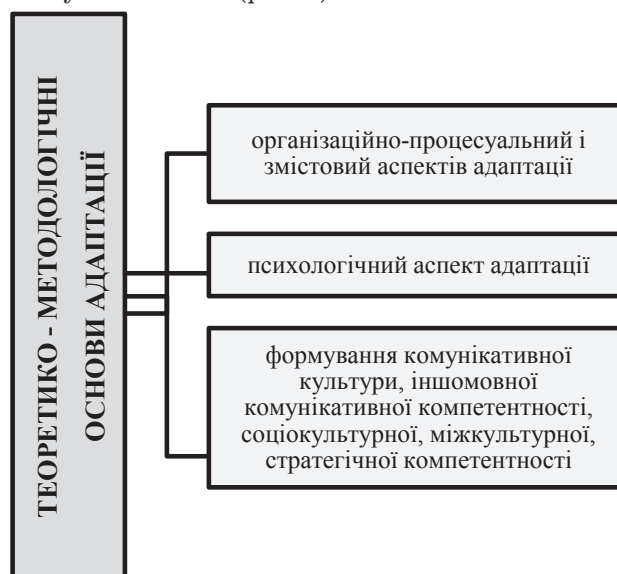 ТЕОРЕТИКО - МЕТОДОЛОГІЧНІ
ОСНОВИ АДАПТАЦІЇ
організаційно-процесуальний і
змістовий аспектів адаптації
психологічний аспект адаптації
формування комунікативної
культури, іншомовної
комунікативної компетентності,
соціокультурної, міжкультурної,
стратегічної компетентності